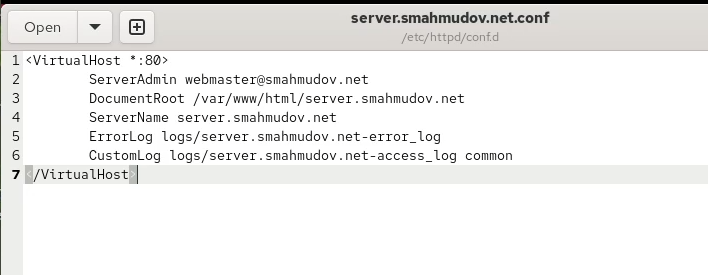 Open
server.smahmudov.net.conf
/etc/httpd/conf.d
1 <VirtualHost *:80>
2 ServerAdmin webmaster@smahmudov.net
3 DocumentRoot /var/www/html/server.smahmudov.net
4 ServerName server.smahmudov.net
5 ErrorLog logs/server.smahmudov.net-error_log
6 CustomLog logs/server.smahmudov.net-access_log common
7 </VirtualHost>